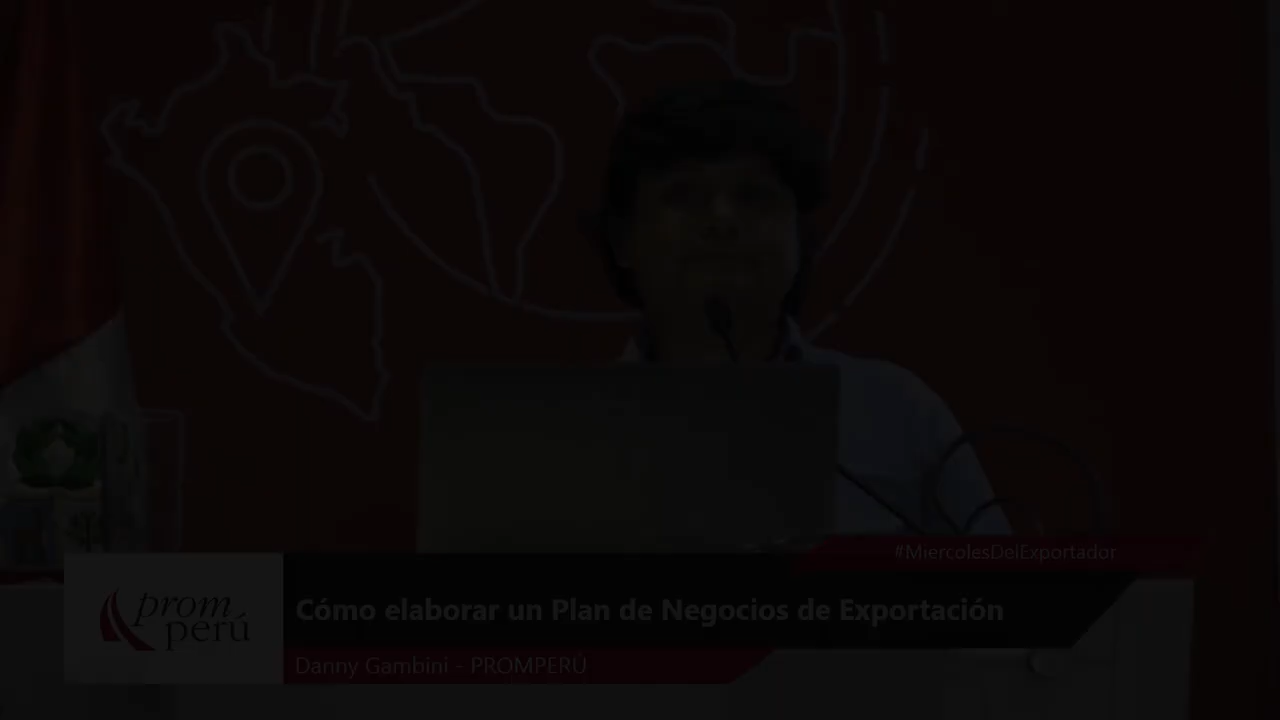 #MiercolesDelExportador
prom
perú
Cómo elaborar un Plan de Negocios de Exportación
Danny Gambini - PROMPERÚ